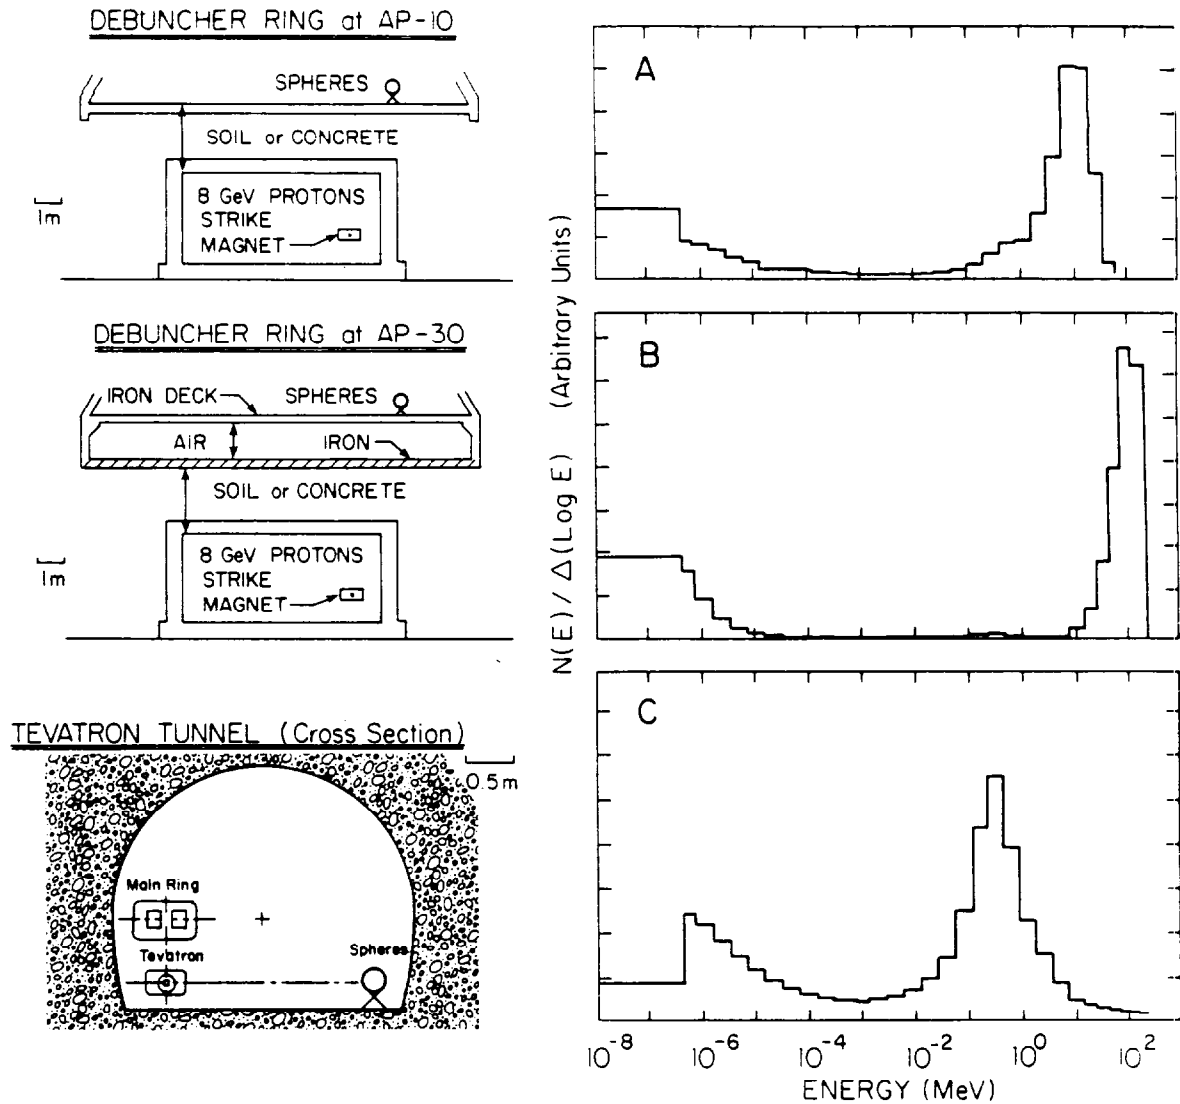 DEBUNCHER RING at AP-10
SPHERES
SOIL or CONCRETE
1m
8 GeV PROTONS
STRIKE
MAGNET
DEBUNCHER RING at AP-30
IRON DECK
SPHERES
AIR
IRON
SOIL or CONCRETE
1m
8 GeV PROTONS
STRIKE
MAGNET
TEVATRON TUNNEL (Cross Section)
0.5m
Main Ring
Tevatron
Spheres
N(E) / Δ(Log E) (Arbitrary Units)
A
B
C
10^-8 10^-6 10^-4 10^-2 10^0 10^2
ENERGY (MeV)